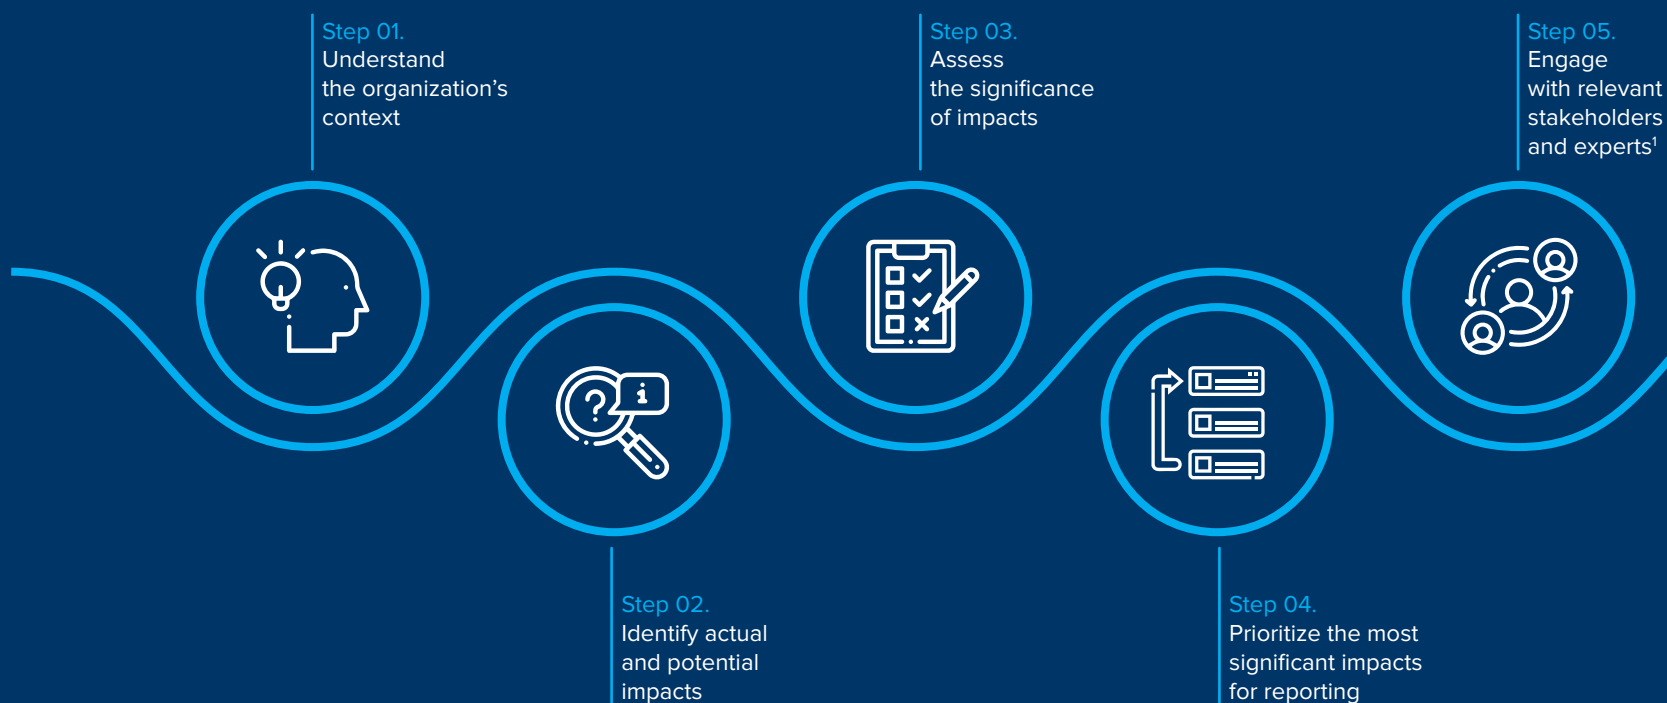 Step 01.
Understand
the organization’s
context
Step 02.
Identify actual
and potential
impacts
Step 03.
Assess
the significance
of impacts
Step 04.
Prioritize the most
significant impacts
for reporting
Step 05.
Engage
with relevant
stakeholders
and experts¹